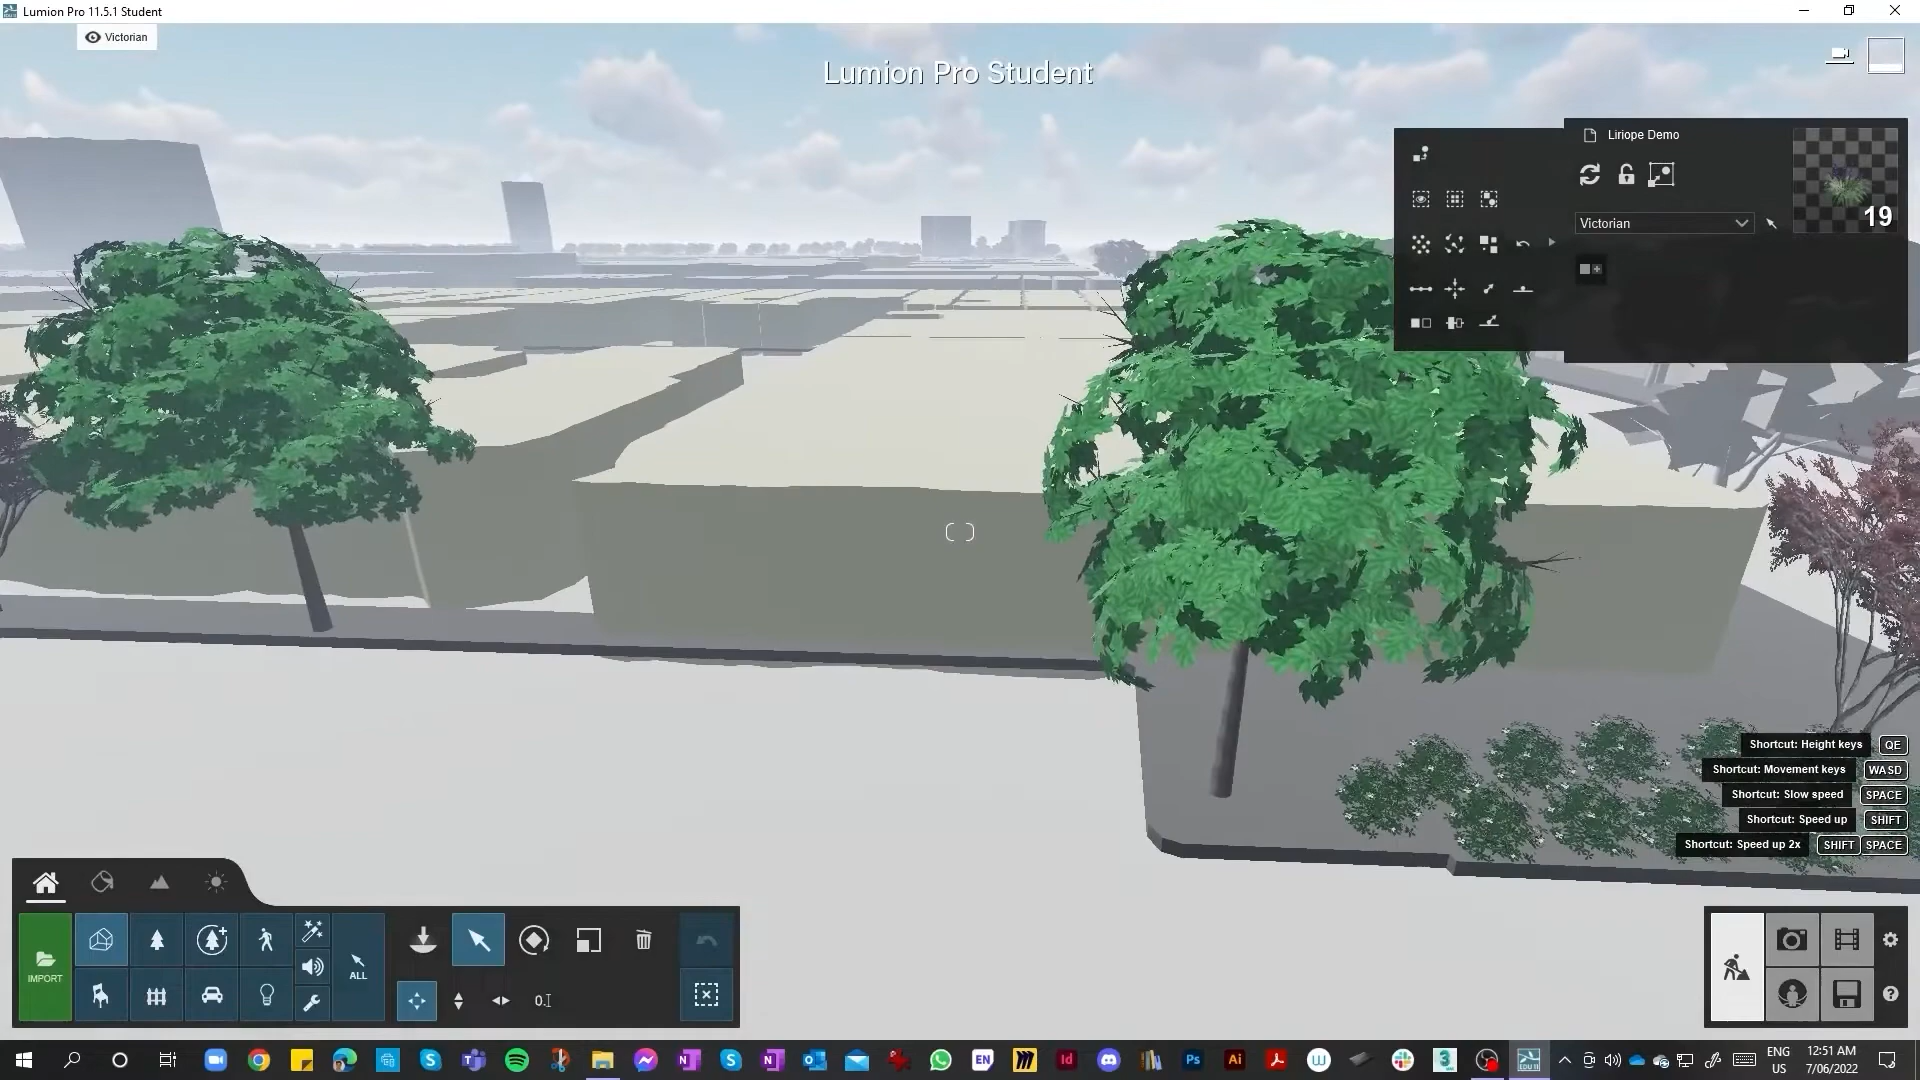 Lumion Pro 11.5.1 Student
Victorian
Lumion Pro Student
Liriope Demo
19
Victorian
Shortcut: Height keys QE
Shortcut: Movement keys WASD
Shortcut: Slow speed SPACE
Shortcut: Speed up SHIFT
Shortcut: Speed up 2x SHIFT SPACE
IMPORT
ALL
0.
ENG
US
12:51 AM
7/06/2022